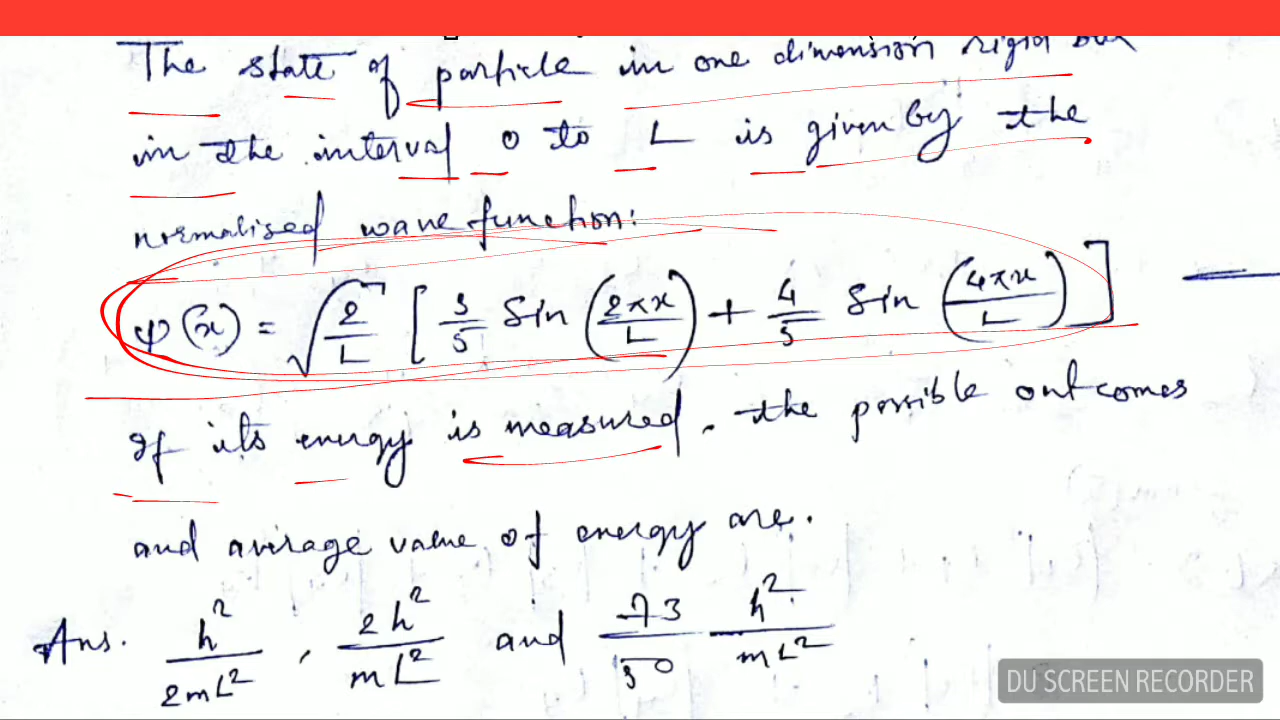 The state of particle in one dimension rigid box
in the interval 0 to L is given by the
normalised wave function:
ψ(x) = √(2/L) [3/5 Sin (2πx/L) + 4/5 Sin (4πx/L)]
If its energy is measured. the possible outcomes
and average value of energy are.
Ans. h²/2mL² , 2h²/mL² and 73/50 h²/mL²
DU SCREEN RECORDER